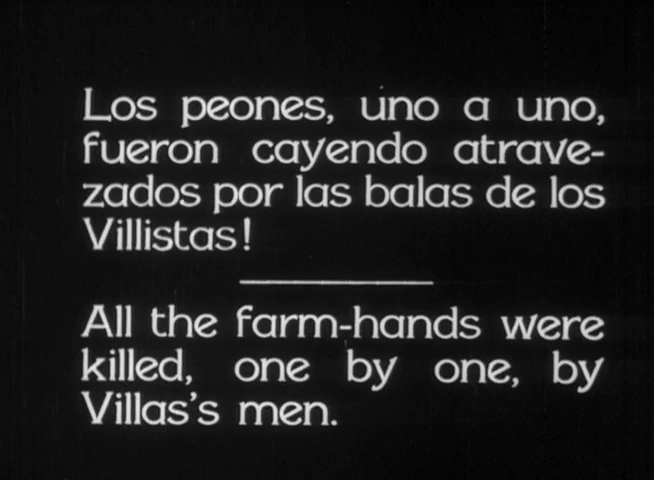 Los peones, uno a uno,
fueron cayendo atrave-
zados por las balas de los
Villistas!
All the farm-hands were
killed, one by one, by
Villas's men.